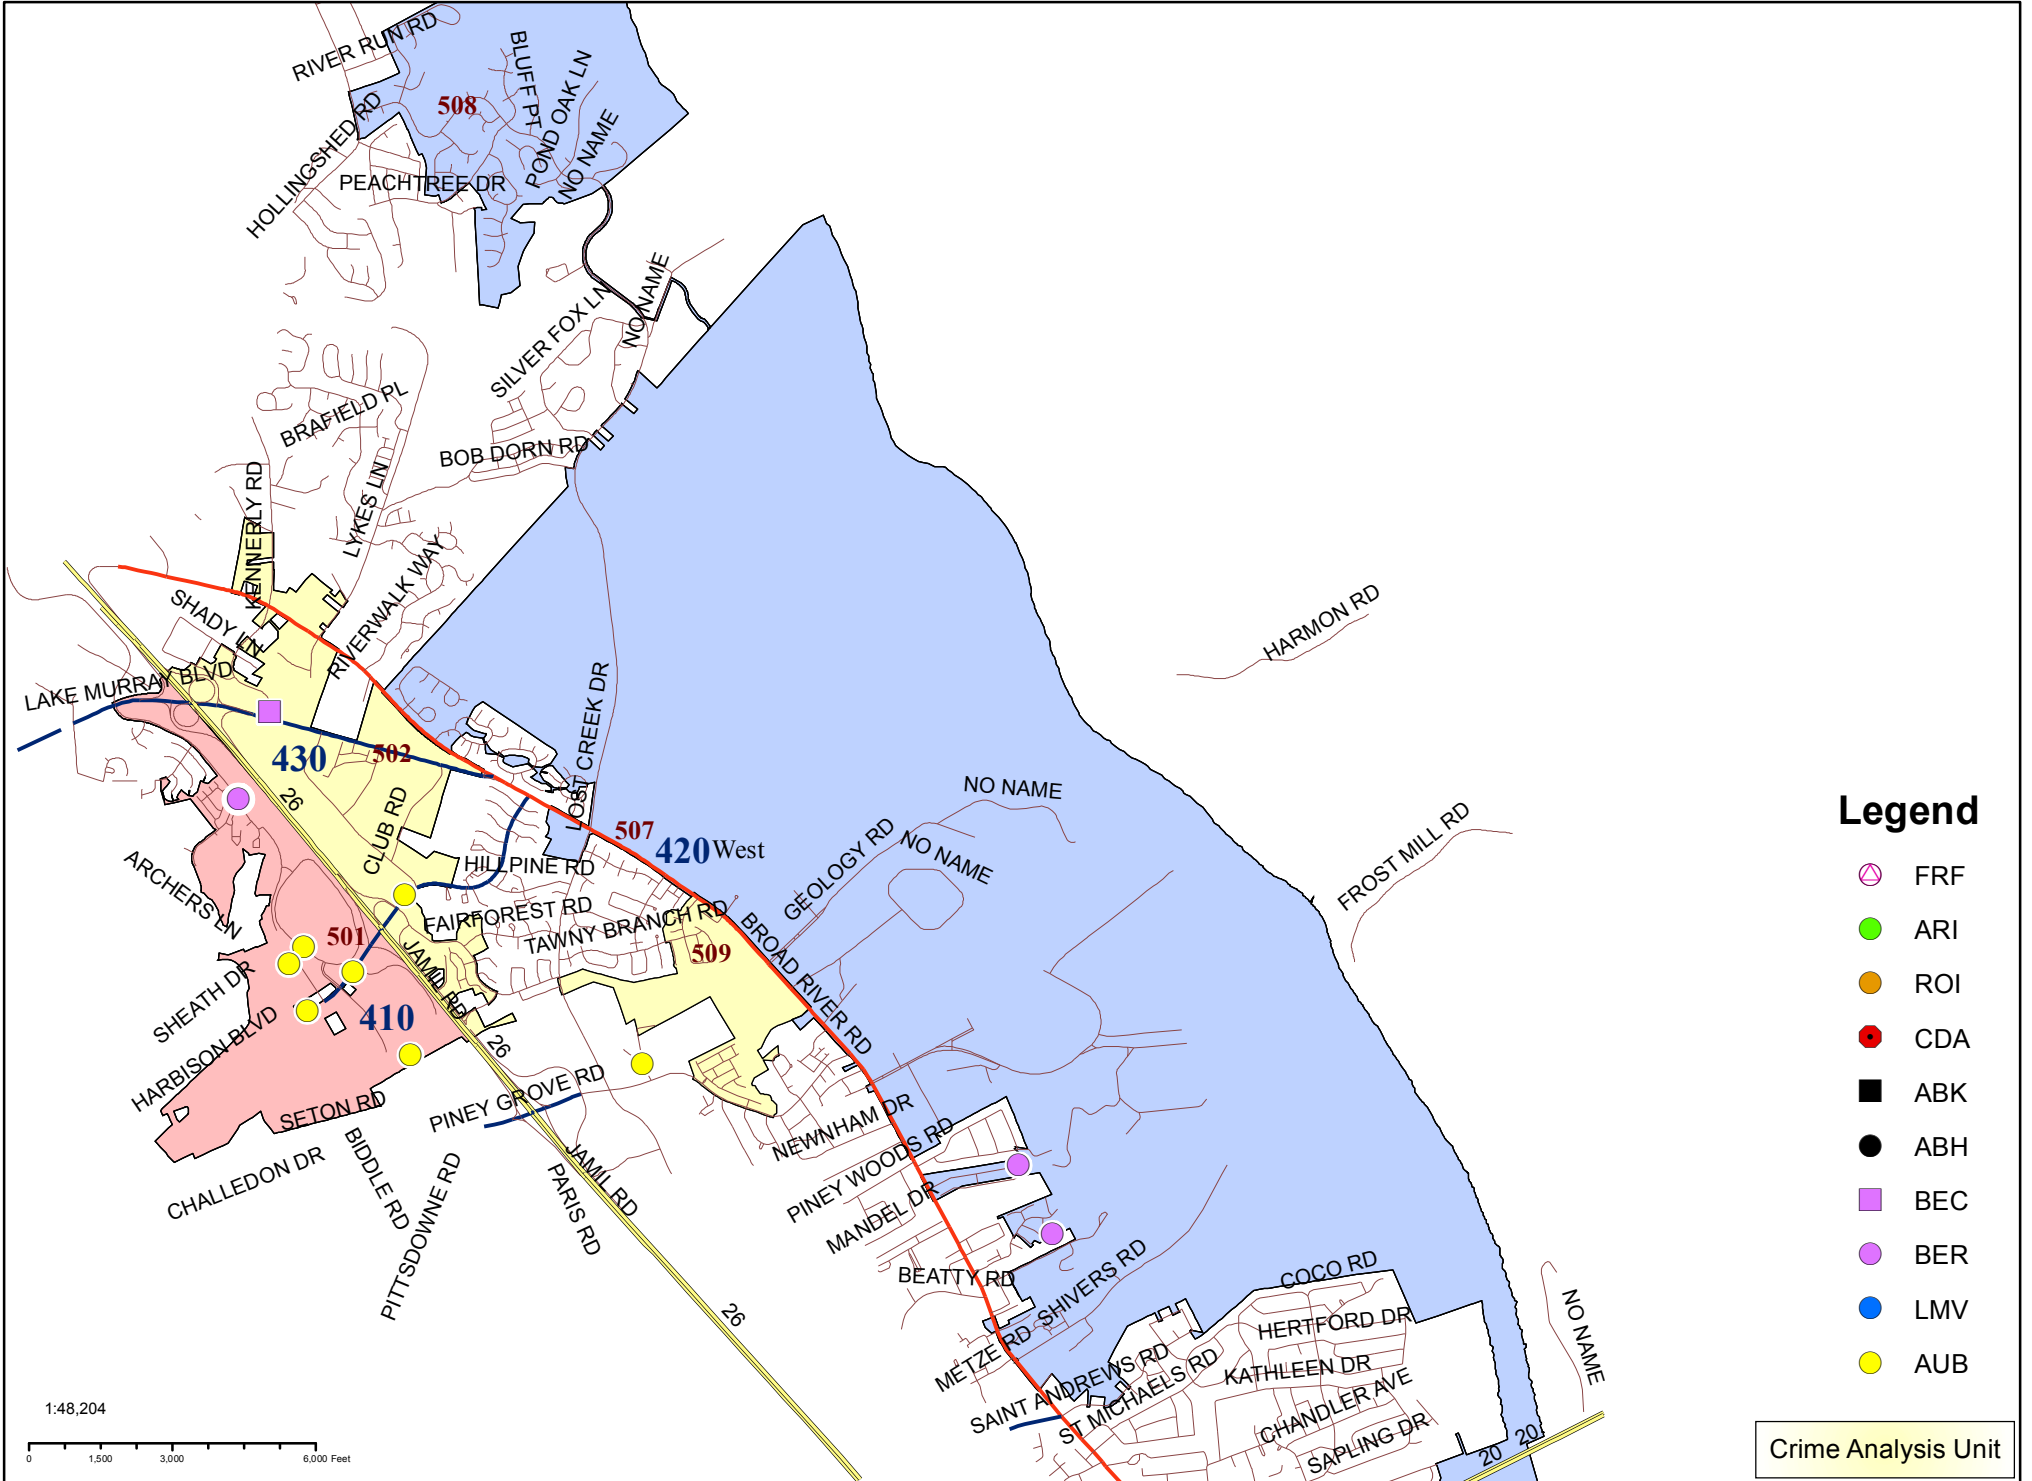 RIVER RUN RD
BLUFF PT
POND OAK LN
NO NAME
508
HOLLINGSHED RD
PEACHTREE DR
NO NAME
SILVER FOX LN
BRAFIELD PL
BOB DORN RD
KENNERLY RD
LYKES LN
RIVERWALK WAY
SHADY LN
HARMON RD
LAKE MURRAY BLVD
LOST CREEK DR
430
502
26
CLUB RD
NO NAME
507
420 West
GEOLOGY RD
NO NAME
FROST MILL RD
HILLPINE RD
ARCHERS LN
FAIRFOREST RD
TAWNY BRANCH RD
BROAD RIVER RD
501
509
JAMIL RD
SHEATH DR
410
HARBISON BLVD
26
SETON RD
PINEY GROVE RD
NEWNHAM DR
PINEY WOODS RD
CHALLEDON DR
BIDDLE RD
PITTSDOWNE RD
JAMIL RD
PARIS RD
MANDEL DR
BEATTY RD
SHIVERS RD
COCO RD
26
METZE RD
HERTFORD DR
NO NAME
SAINT ANDREWS RD
ST MICHAELS RD
KATHLEEN DR
CHANDLER AVE
SAPLING DR
20
20
Legend
FRF
ARI
ROI
CDA
ABK
ABH
BEC
BER
LMV
AUB
1:48,204
0 1,500 3,000 6,000 Feet
Crime Analysis Unit